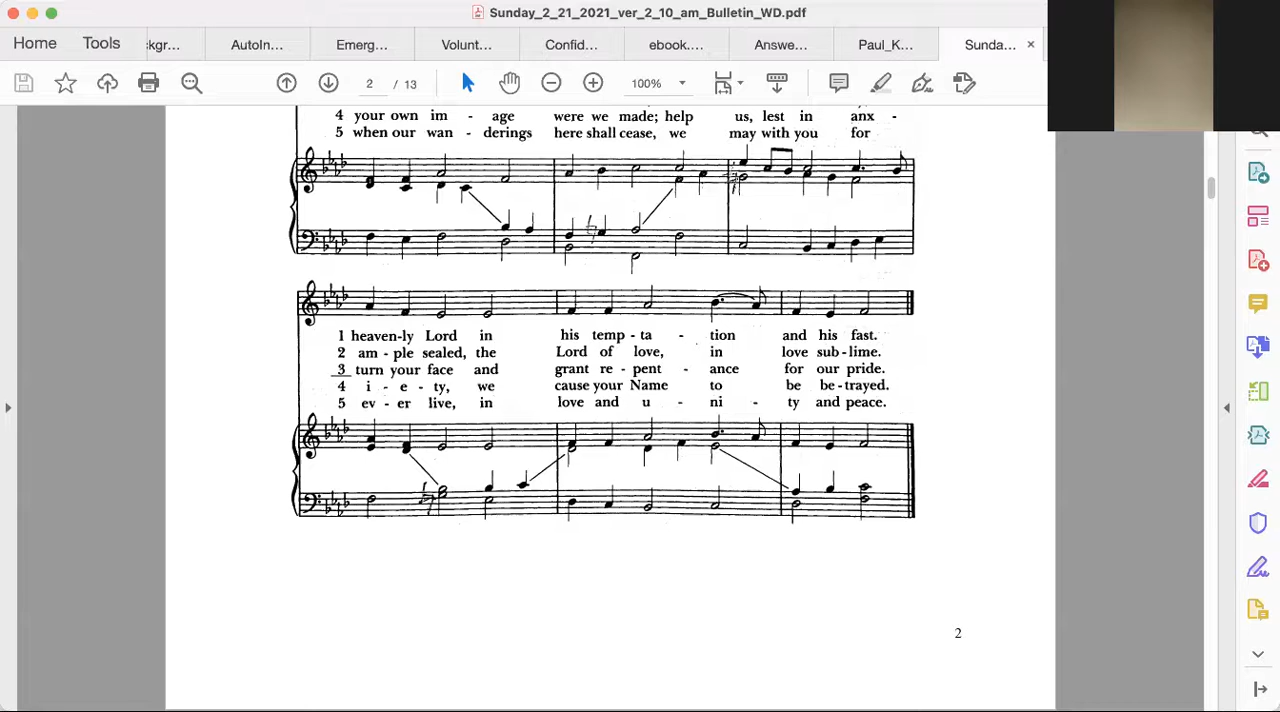 Sunday_2_21_2021_ver_2_10_am_Bulletin_WD.pdf
Home Tools kgr... AutoIn... Emerg... Volunt... Confid... ebook.... Answe... Paul_K... Sunda... ×
2 / 13 100%
4 your own im - age were we made; help us, lest in anx -
5 when our wan - derings here shall cease, we may with you for
1 heaven-ly Lord in his temp - ta - tion and his fast.
2 am - ple sealed, the Lord of love, in love sub - lime.
3 turn your face and grant re - pent - ance for our pride.
4 i - e - ty, we cause your Name to be be - trayed.
5 ev - er live, in love and u - ni - ty and peace.
2